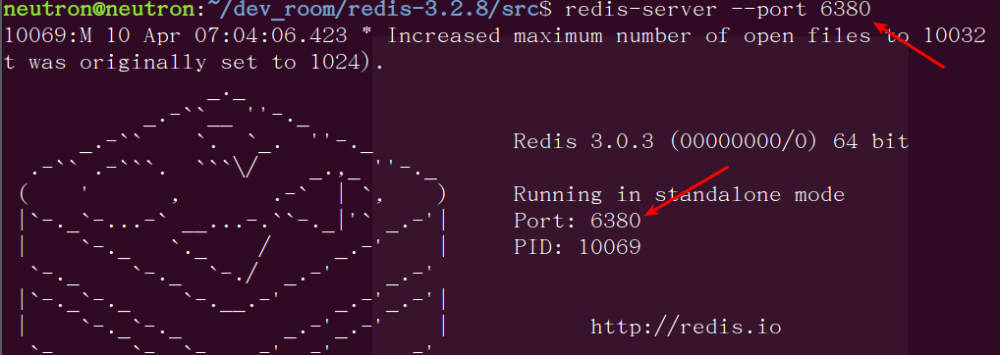 neutron@neutron:~/dev_room/redis-3.2.8/src$ redis-server --port 6380
10069:M 10 Apr 07:04:06.423 * Increased maximum number of open files to 10032
t was originally set to 1024).
Redis 3.0.3 (00000000/0) 64 bit
Running in standalone mode
Port: 6380
PID: 10069
http://redis.io